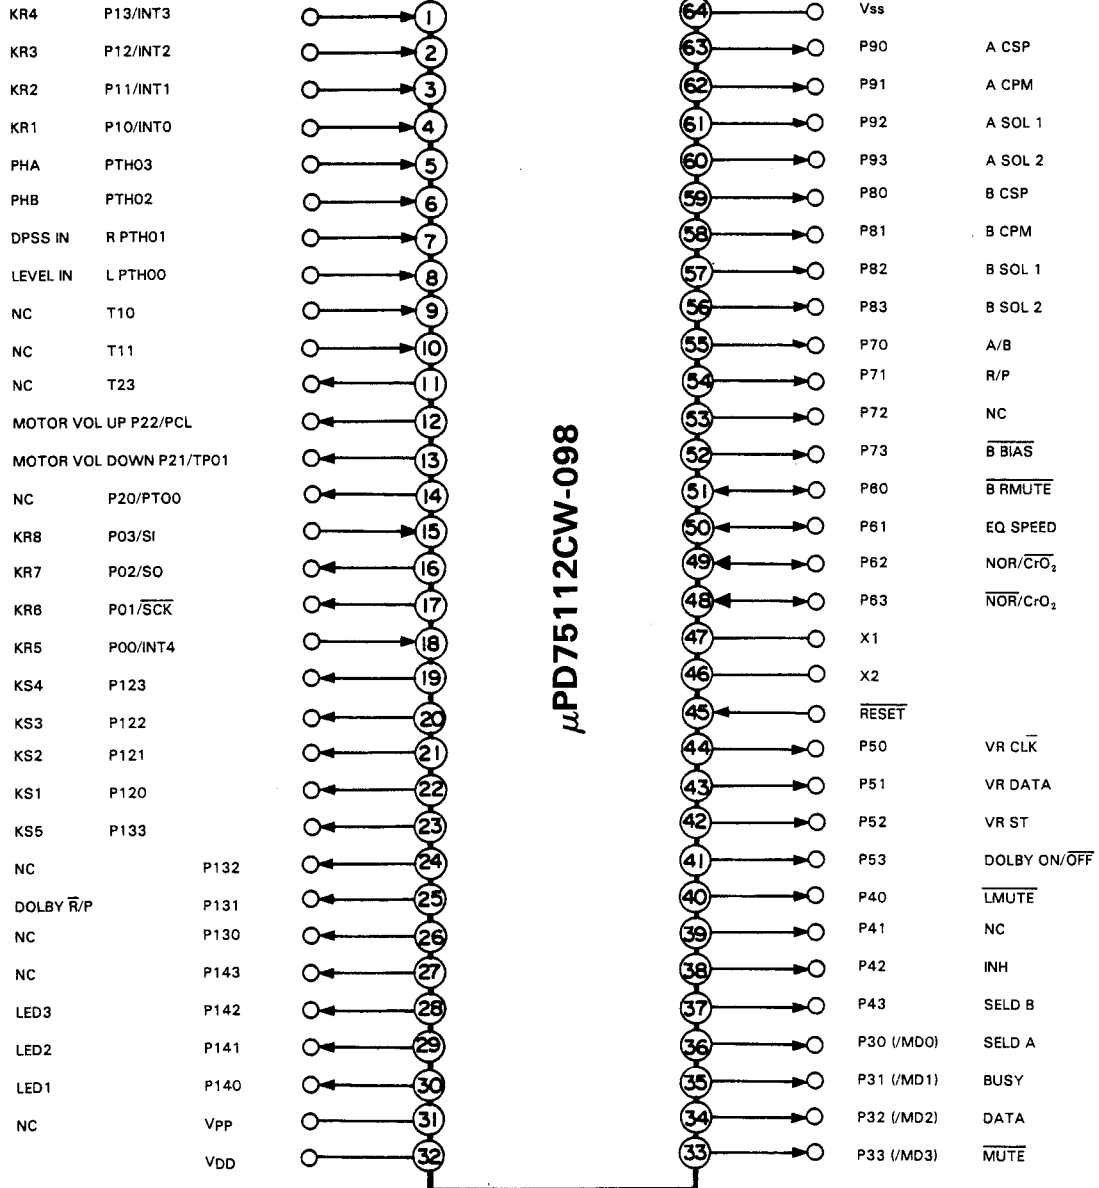 KR4 P13/INT3 1
KR3 P12/INT2 2
KR2 P11/INT1 3
KR1 P10/INT0 4
PHA PTH03 5
PHB PTH02 6
DPSS IN R PTH01 7
LEVEL IN L PTH00 8
NC T10 9
NC T11 10
NC T23 11
MOTOR VOL UP P22/PCL 12
MOTOR VOL DOWN P21/TP01 13
NC P20/PTO0 14
KR8 P03/SI 15
KR7 P02/SO 16
KR6 P01/S̅C̅K̅ 17
KR5 P00/INT4 18
KS4 P123 19
KS3 P122 20
KS2 P121 21
KS1 P120 22
KS5 P133 23
NC P132 24
DOLBY R̅/P P131 25
NC P130 26
NC P143 27
LED3 P142 28
LED2 P141 29
LED1 P140 30
NC VPP 31
VDD 32
μPD75112CW-098
64 Vss
63 P90 A CSP
62 P91 A CPM
61 P92 A SOL 1
60 P93 A SOL 2
59 P80 B CSP
58 P81 B CPM
57 P82 B SOL 1
56 P83 B SOL 2
55 P70 A/B
54 P71 R/P
53 P72 NC
52 P73 B̅ ̅B̅I̅A̅S̅
51 P60 B̅ ̅R̅M̅U̅T̅E̅
50 P61 EQ SPEED
49 P62 NOR/C̅r̅O̅₂
48 P63 N̅O̅R̅/CrO₂
47 X1
46 X2
45 R̅E̅S̅E̅T̅
44 P50 VR CLK̅
43 P51 VR DATA
42 P52 VR ST
41 P53 DOLBY ON/O̅F̅F̅
40 P40 L̅M̅U̅T̅E̅
39 P41 NC
38 P42 INH
37 P43 SELD B
36 P30 (/MD0) SELD A
35 P31 (/MD1) BUSY
34 P32 (/MD2) DATA
33 P33 (/MD3) M̅U̅T̅E̅